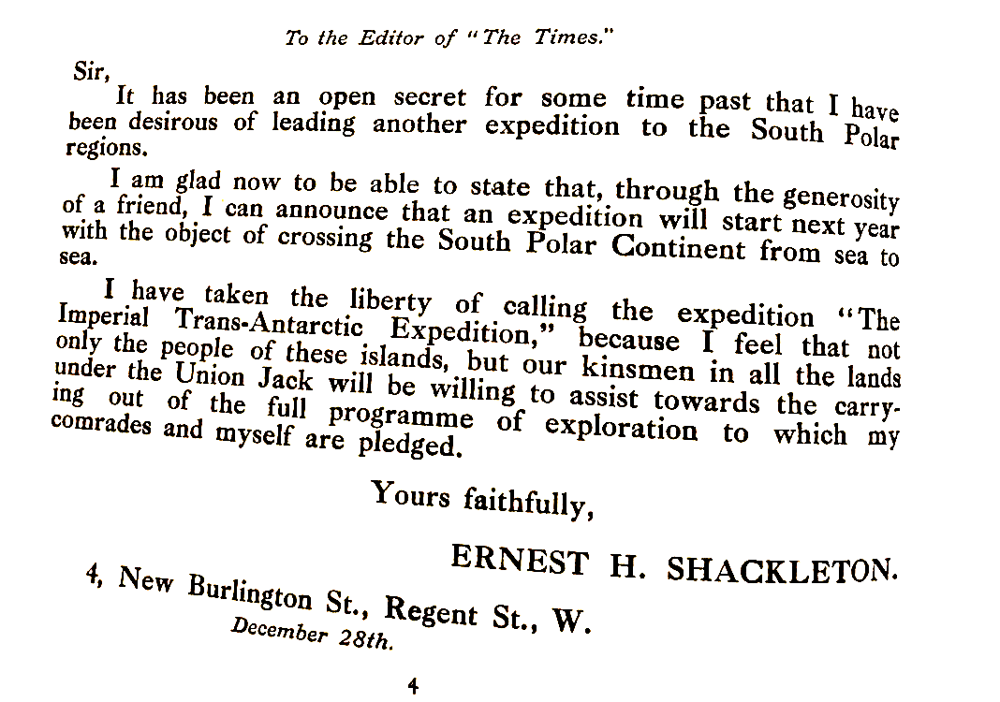 To the Editor of "The Times."
Sir,
It has been an open secret for some time past that I have
been desirous of leading another expedition to the South Polar
regions.
I am glad now to be able to state that, through the generosity
of a friend, I can announce that an expedition will start next year
with the object of crossing the South Polar Continent from sea to
sea.
I have taken the liberty of calling the expedition "The
Imperial Trans-Antarctic Expedition," because I feel that not
only the people of these islands, but our kinsmen in all the lands
under the Union Jack will be willing to assist towards the carry-
ing out of the full programme of exploration to which my
comrades and myself are pledged.
Yours faithfully,
ERNEST H. SHACKLETON.
4, New Burlington St., Regent St., W.
December 28th.
4